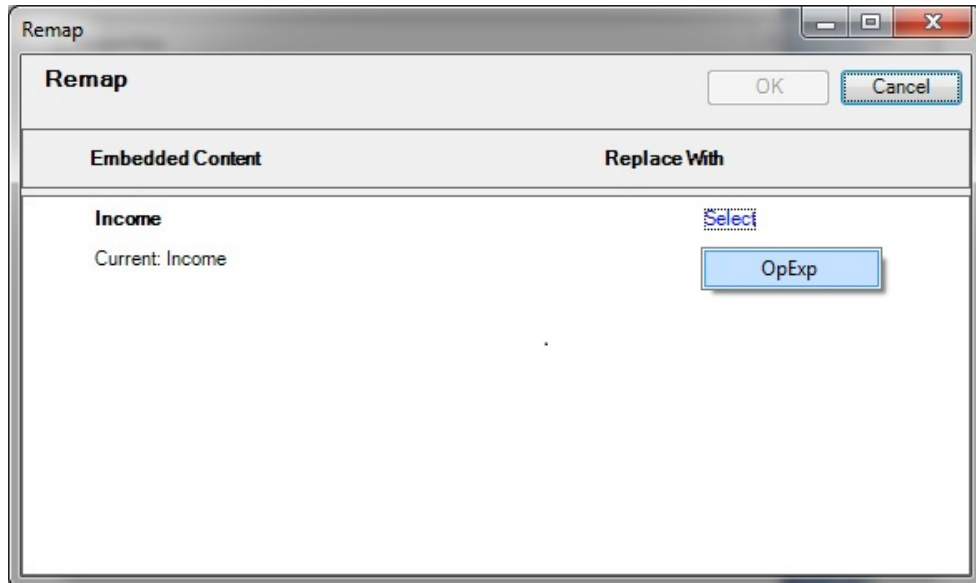 Remap
Remap
OK
Cancel
Embedded Content
Replace With
Income
Select
Current: Income
OpExp